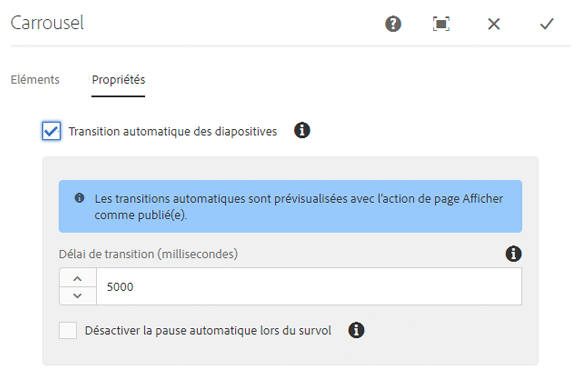 Carrousel
Eléments
Propriétés
Transition automatique des diapositives
Les transitions automatiques sont prévisualisées avec l'action de page Afficher
comme publié(e).
Délai de transition (millisecondes)
5000
Désactiver la pause automatique lors du survol